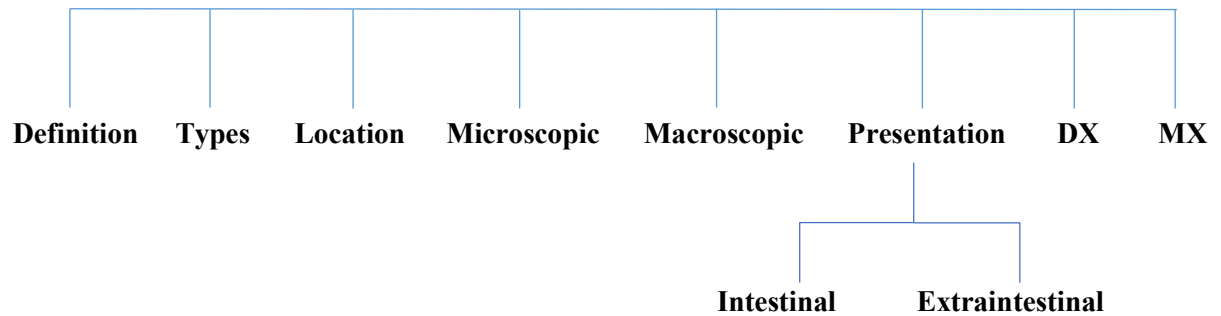 Definition Types Location Microscopic Macroscopic Presentation DX MX
Intestinal Extraintestinal